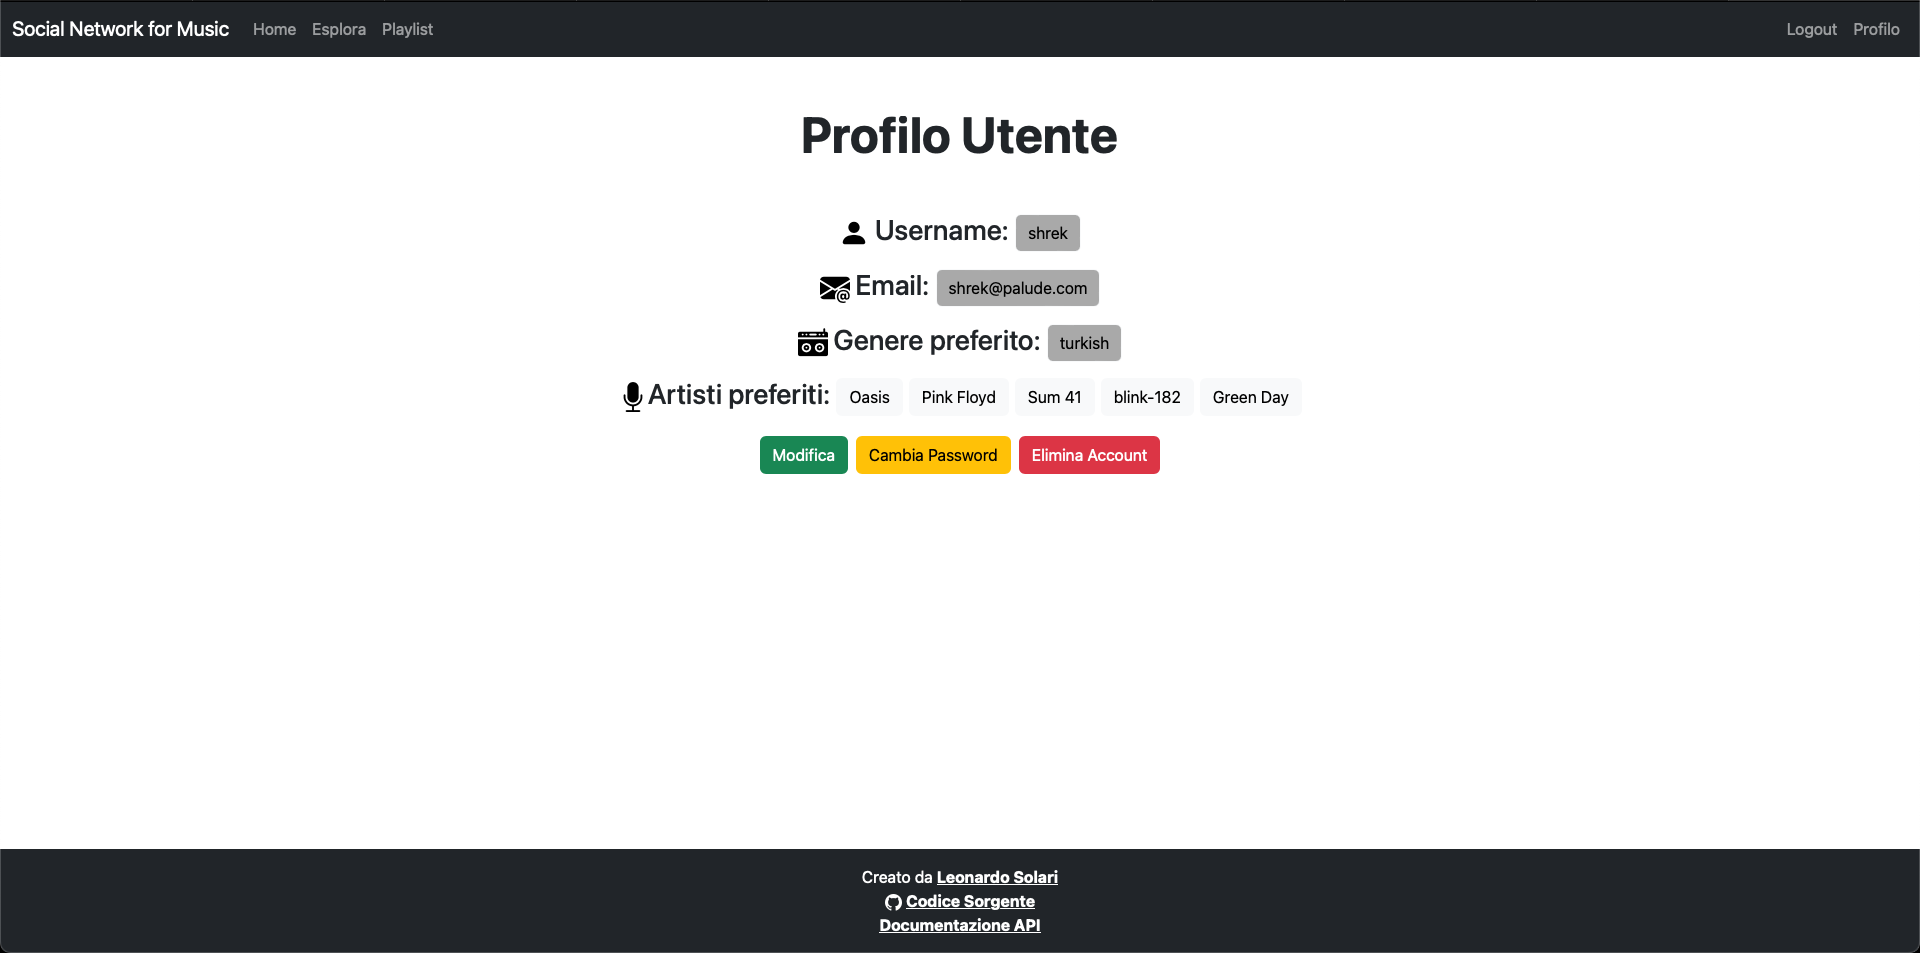 Social Network for Music Home Esplora Playlist Logout Profilo
Profilo Utente
Username: shrek
Email: shrek@palude.com
Genere preferito: turkish
Artisti preferiti: Oasis Pink Floyd Sum 41 blink-182 Green Day
Modifica Cambia Password Elimina Account
Creato da Leonardo Solari
Codice Sorgente
Documentazione API